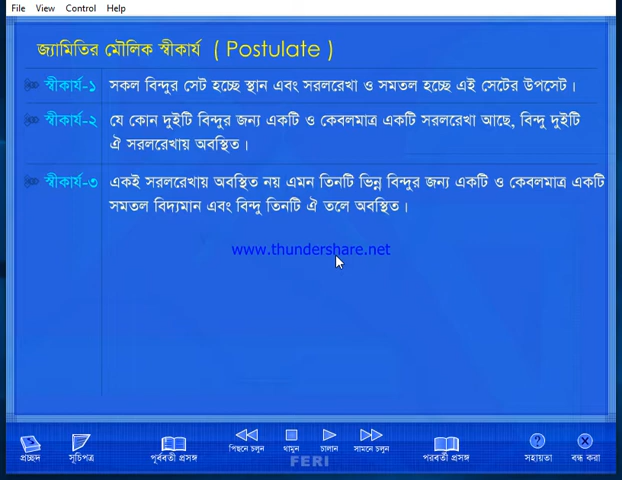 File View Control Help
জ্যামিতির মৌলিক স্বীকার্য ( Postulate )
স্বীকার্য-১ সকল বিন্দুর সেট হচ্ছে স্থান এবং সরলরেখা ও সমতল হচ্ছে এই সেটের উপসেট।
স্বীকার্য-২ যে কোন দুইটি বিন্দুর জন্য একটি ও কেবলমাত্র একটি সরলরেখা আছে, বিন্দু দুইটি
ঐ সরলরেখায় অবস্থিত।
স্বীকার্য-৩ একই সরলরেখায় অবস্থিত নয় এমন তিনটি ভিন্ন বিন্দুর জন্য একটি ও কেবলমাত্র একটি
সমতল বিদ্যমান এবং বিন্দু তিনটি ঐ তলে অবস্থিত।
www.thundershare.net
প্রচ্ছদ সূচিপত্র পূর্ববর্তী প্রসঙ্গ পিছনে চলুন থামুন চালান সামনে চলুন পরবর্তী প্রসঙ্গ সহায়তা বন্ধ করা
FERI